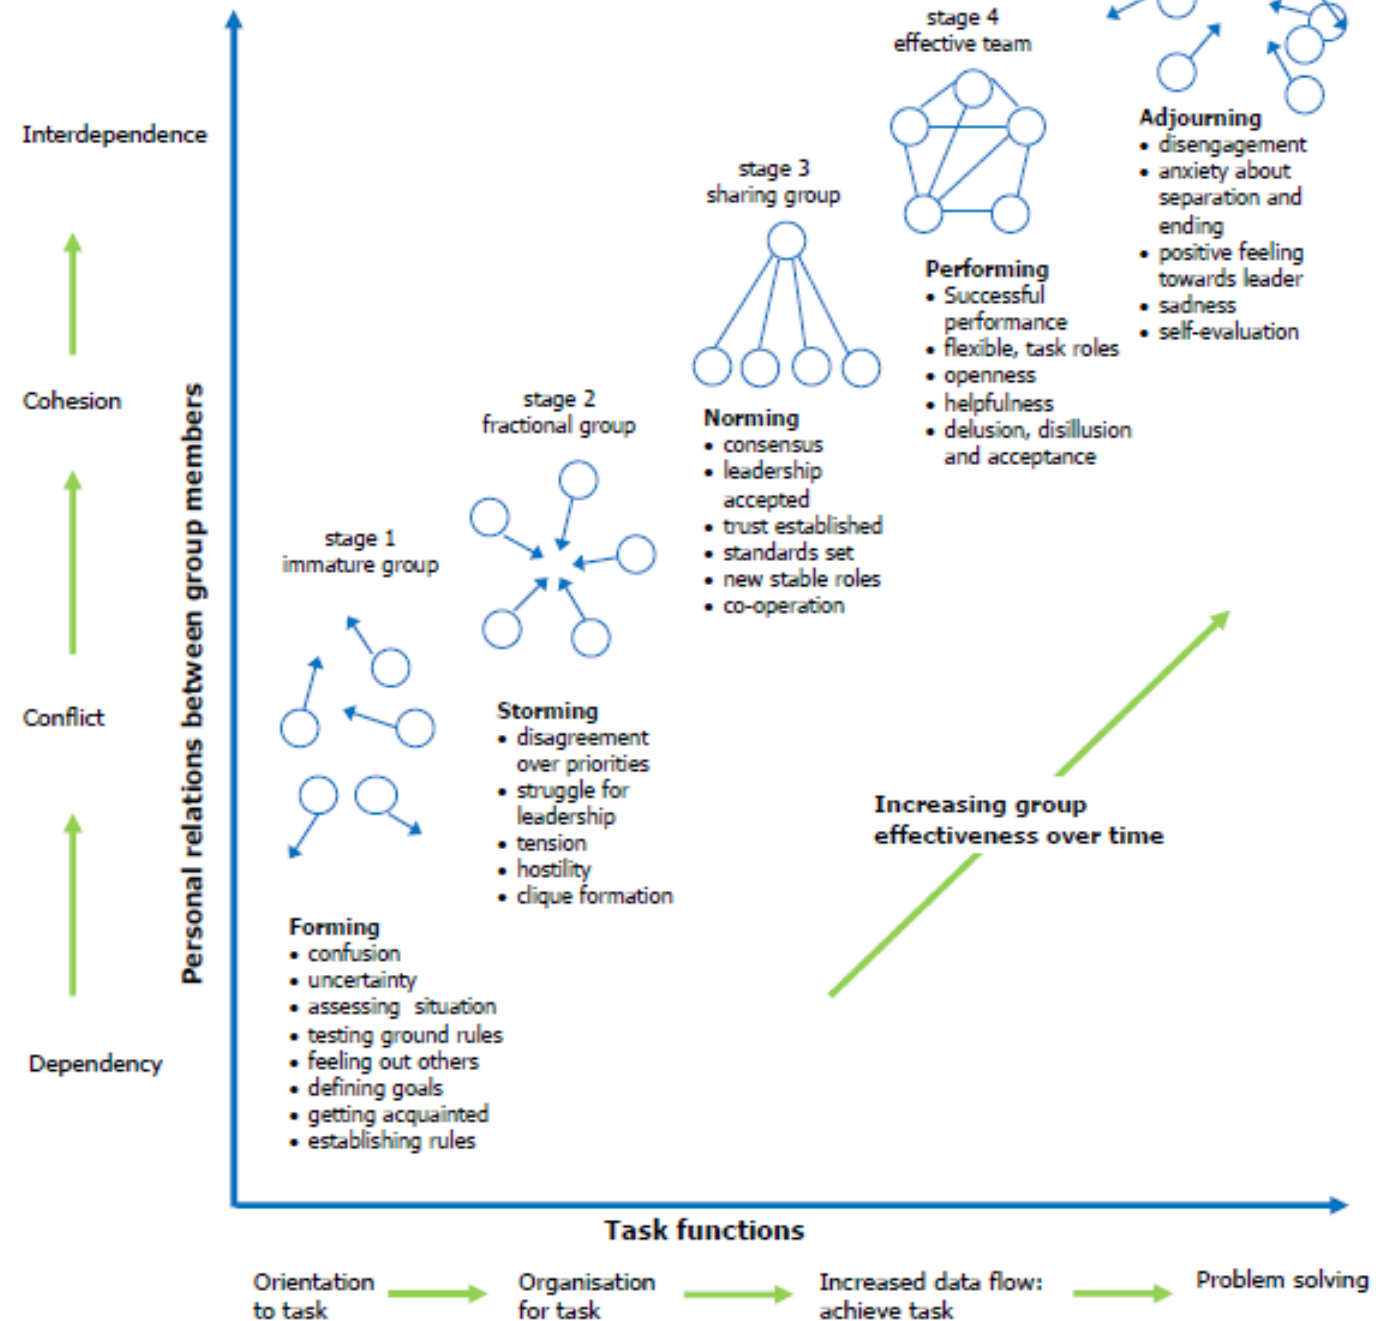 stage 4
effective team
Adjourning
• disengagement
• anxiety about
separation and
ending
• positive feeling
towards leader
• sadness
• self-evaluation
Interdependence
stage 3
sharing group
Performing
• Successful
performance
• flexible, task roles
• openness
• helpfulness
• delusion, disillusion
and acceptance
Cohesion
stage 2
fractional group
Norming
• consensus
• leadership
accepted
• trust established
• standards set
• new stable roles
• co-operation
Personal relations between group members
stage 1
immature group
Conflict
Storming
• disagreement
over priorities
• struggle for
leadership
• tension
• hostility
• clique formation
Increasing group
effectiveness over time
Forming
• confusion
• uncertainty
• assessing situation
• testing ground rules
• feeling out others
• defining goals
• getting acquainted
• establishing rules
Dependency
Task functions
Orientation
to task
Organisation
for task
Increased data flow:
achieve task
Problem solving